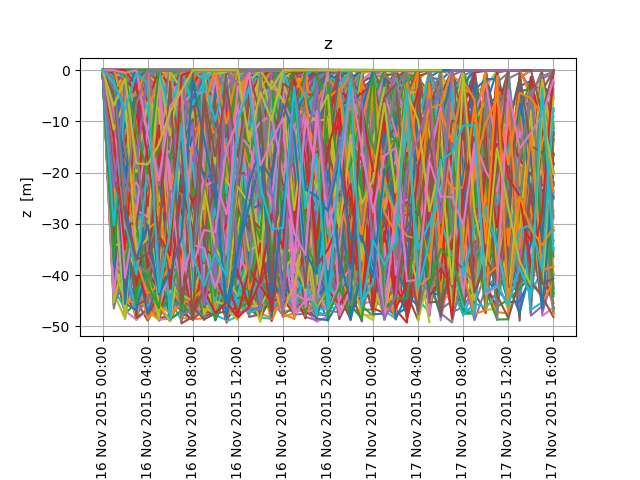 z
0
−10
−20
−30
−40
−50
z [m]
16 Nov 2015 00:00
16 Nov 2015 04:00
16 Nov 2015 08:00
16 Nov 2015 12:00
16 Nov 2015 16:00
16 Nov 2015 20:00
17 Nov 2015 00:00
17 Nov 2015 04:00
17 Nov 2015 08:00
17 Nov 2015 12:00
17 Nov 2015 16:00